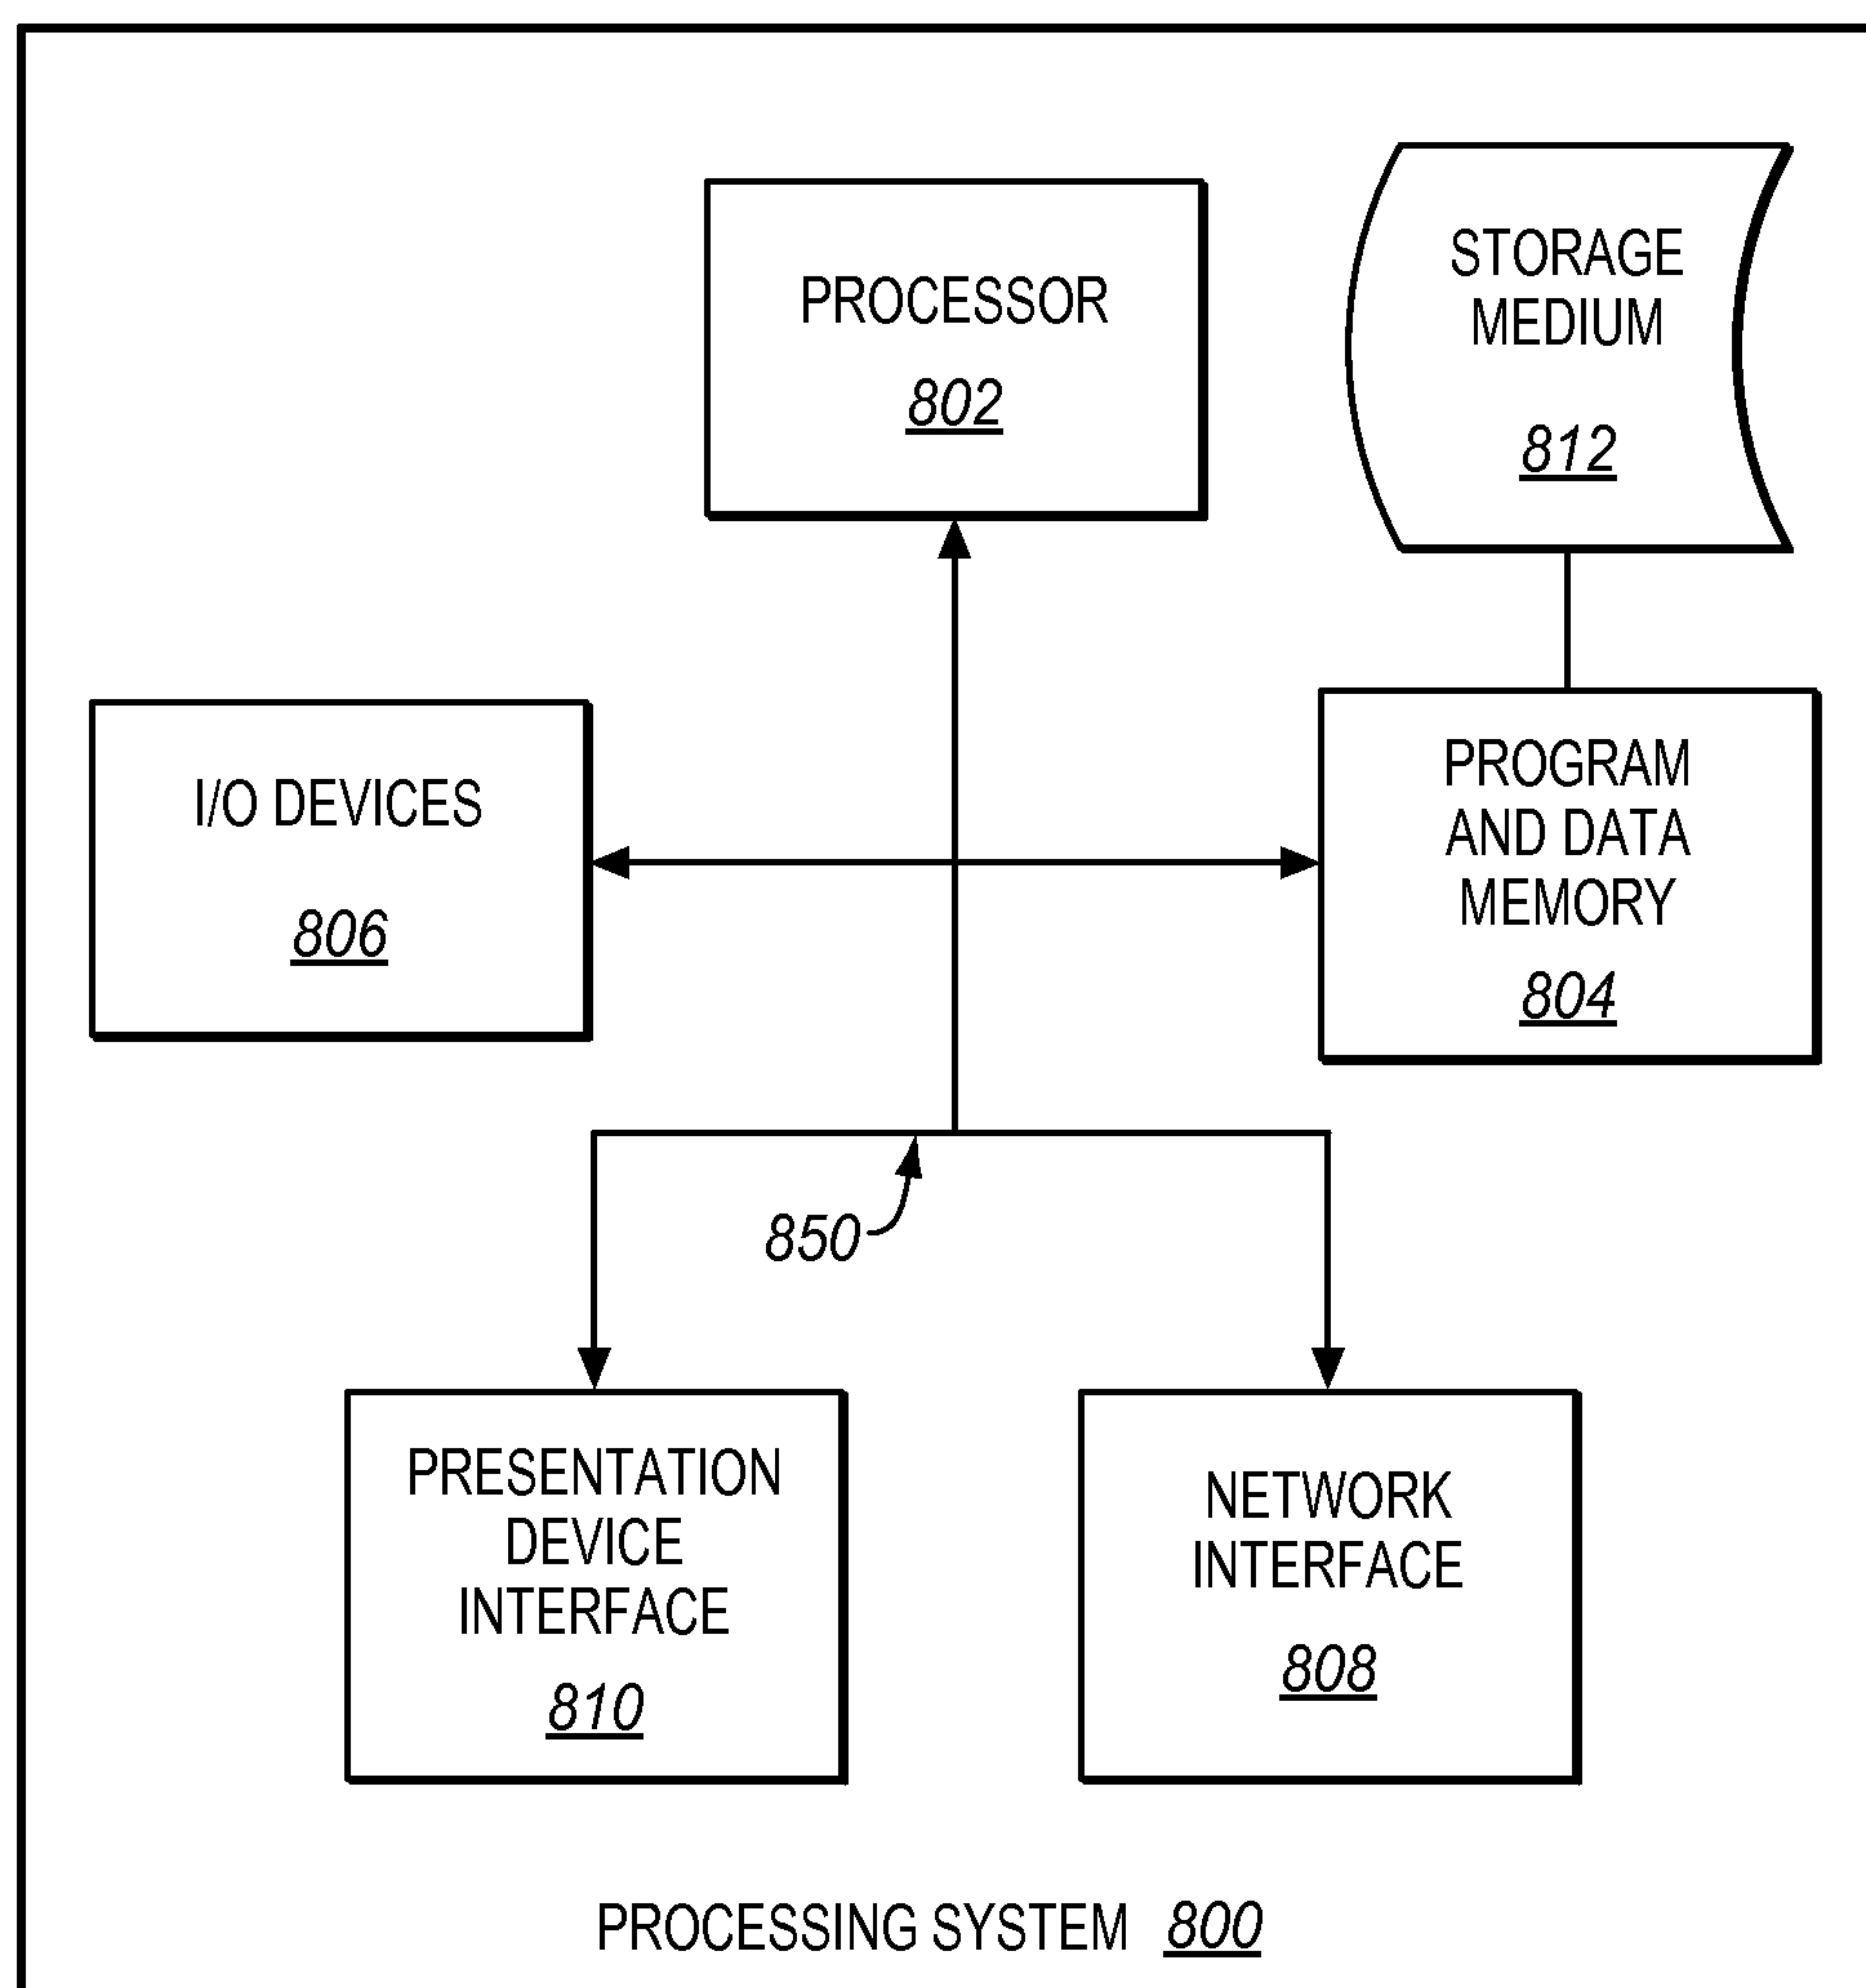 PROCESSOR
802
STORAGE
MEDIUM
812
I/O DEVICES
806
PROGRAM
AND DATA
MEMORY
804
850
PRESENTATION
DEVICE
INTERFACE
810
NETWORK
INTERFACE
808
PROCESSING SYSTEM 800